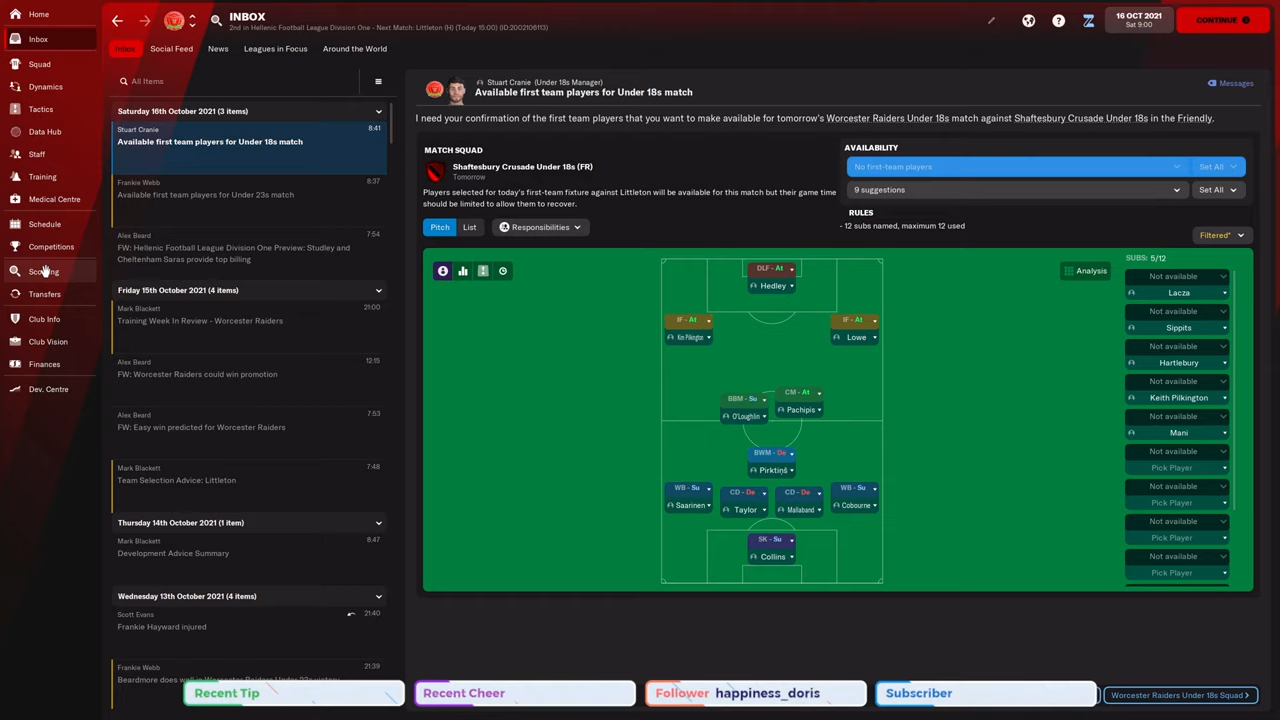 Home
Inbox
Squad
Dynamics
Tactics
Data Hub
Staff
Training
Medical Centre
Schedule
Competitions
Transfers
Club Info
Club Vision
Finances
Dev. Centre
INBOX
2nd in Hellenic Football League Division One - Next Match: Littleton (H) (Today 15:00) (ID:2002106113)
16 OCT 2021
Sat 9:00
CONTINUE
Inbox
Social Feed
News
Leagues in Focus
Around the World
All Items
Saturday 16th October 2021 (3 items)
Stuart Cranie
8:41
Available first team players for Under 18s match
Frankie Webb
8:37
Available first team players for Under 23s match
Alex Beard
7:54
FW: Hellenic Football League Division One Preview: Studley and
Cheltenham Saras provide top billing
Friday 15th October 2021 (4 items)
Mark Blackett
21:00
Training Week In Review - Worcester Raiders
Alex Beard
12:15
FW: Worcester Raiders could win promotion
Alex Beard
7:53
FW: Easy win predicted for Worcester Raiders
Mark Blackett
7:48
Team Selection Advice: Littleton
Thursday 14th October 2021 (1 item)
Mark Blackett
8:47
Development Advice Summary
Wednesday 13th October 2021 (4 items)
Scott Evans
21:40
Frankie Hayward injured
Frankie Webb
21:39
Stuart Cranie (Under 18s Manager)
Available first team players for Under 18s match
Messages
I need your confirmation of the first team players that you want to make available for tomorrow's Worcester Raiders Under 18s match against Shaftesbury Crusade Under 18s in the Friendly.
MATCH SQUAD
Shaftesbury Crusade Under 18s (FR)
Tomorrow
Players selected for today's first-team fixture against Littleton will be available for this match but their game time
should be limited to allow them to recover.
AVAILABILITY
No first-team players
Set All
9 suggestions
Set All
RULES
- 12 subs named, maximum 12 used
Pitch
List
Responsibilities
Filtered*
Analysis
DLF - At
Hedley
IF - At
Kim Pilkington
IF - At
Lowe
BBM - Su
O'Loughlin
CM - At
Pachipis
BWM - De
Pirktiņš
WB - Su
Saarinen
CD - De
Taylor
CD - De
Mallaband
WB - Su
Cobourne
SK - Su
Collins
SUBS: 5/12
Not available
Lacza
Not available
Sippits
Not available
Hartlebury
Not available
Keith Pilkington
Not available
Mani
Not available
Pick Player
Not available
Pick Player
Not available
Pick Player
Not available
Pick Player
Recent Tip
Recent Cheer
Follower happiness_doris
Subscriber
Worcester Raiders Under 18s Squad >